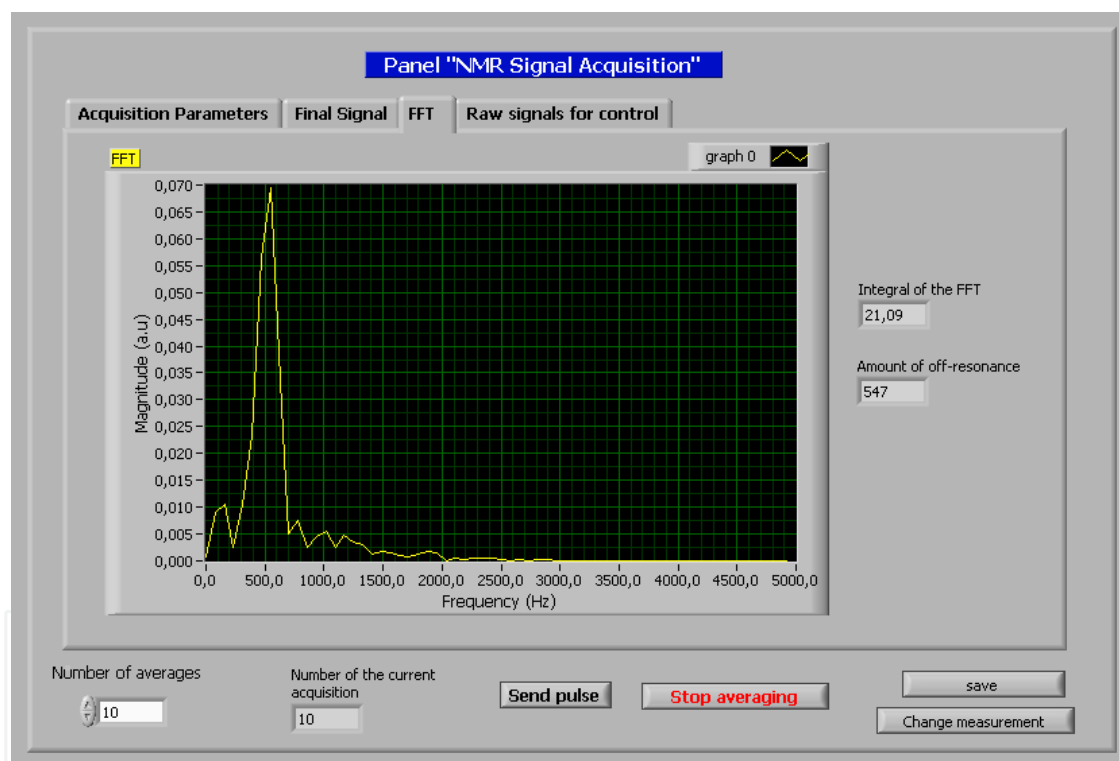 Panel "NMR Signal Acquisition"
Acquisition Parameters Final Signal FFT Raw signals for control
FFT
graph 0
0,070
0,065
0,060
0,055
0,050
0,045
0,040
0,035
0,030
0,025
0,020
0,015
0,010
0,005
0,000
Magnitude (a.u)
0,0 500,0 1000,0 1500,0 2000,0 2500,0 3000,0 3500,0 4000,0 4500,0 5000,0
Frequency (Hz)
Integral of the FFT
21,09
Amount of off-resonance
547
Number of averages
10
Number of the current
acquisition
10
Send pulse
Stop averaging
save
Change measurement